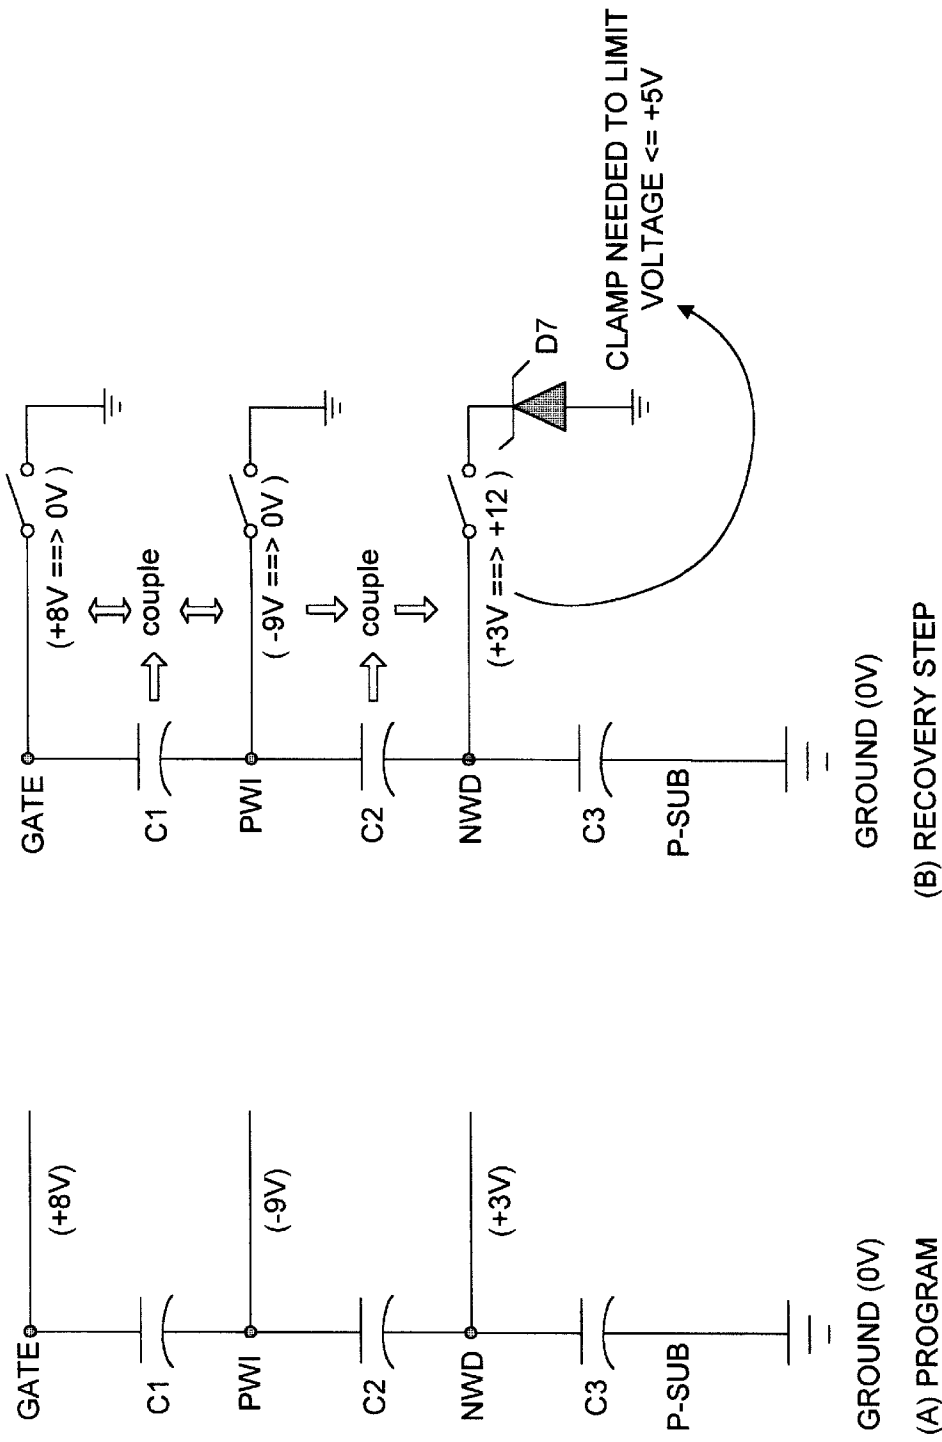 GATE
(+8V)
C1
PWI
(-9V)
C2
NWD
(+3V)
C3
P-SUB
GROUND (0V)
(A) PROGRAM
GATE
(+8V ==> 0V )
C1
couple
PWI
( -9V ==> 0V )
C2
couple
NWD
(+3V ==> +12 )
D7
CLAMP NEEDED TO LIMIT
VOLTAGE <= +5V
C3
P-SUB
GROUND (0V)
(B) RECOVERY STEP